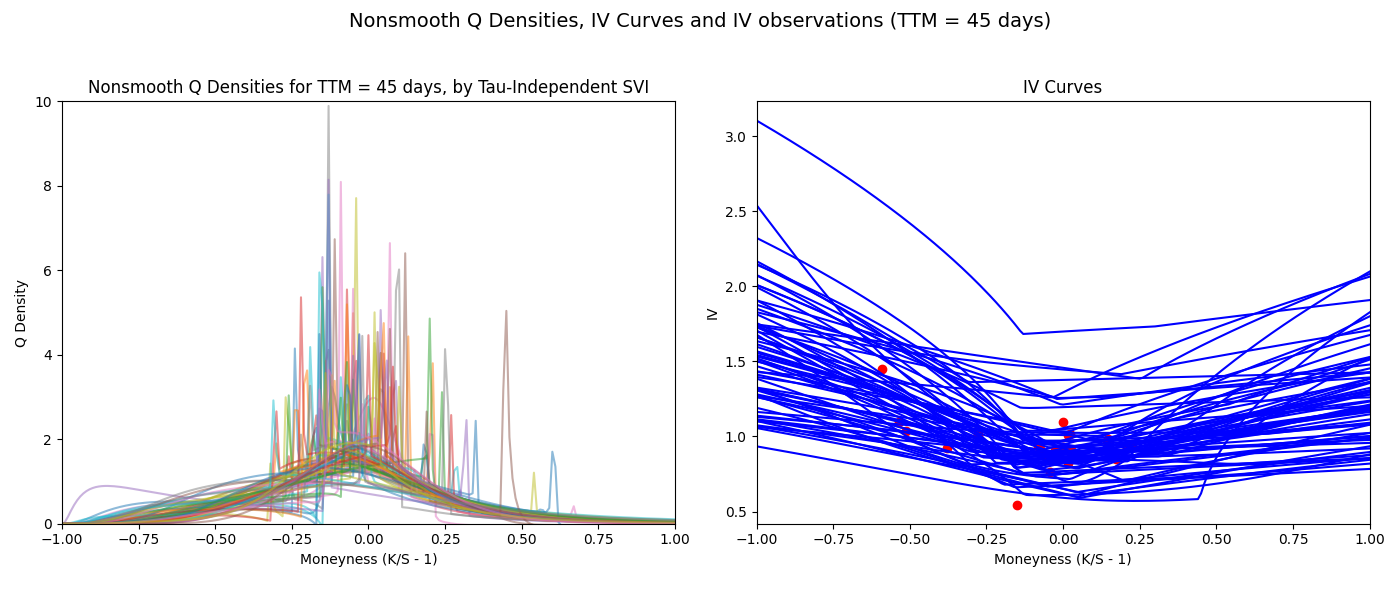 Nonsmooth Q Densities, IV Curves and IV observations (TTM = 45 days)
Nonsmooth Q Densities for TTM = 45 days, by Tau-Independent SVI
10
8
6
4
2
0
Q Density
−1.00 −0.75 −0.50 −0.25 0.00 0.25 0.50 0.75 1.00
Moneyness (K/S - 1)
IV Curves
3.0
2.5
2.0
1.5
1.0
0.5
IV
−1.00 −0.75 −0.50 −0.25 0.00 0.25 0.50 0.75 1.00
Moneyness (K/S - 1)